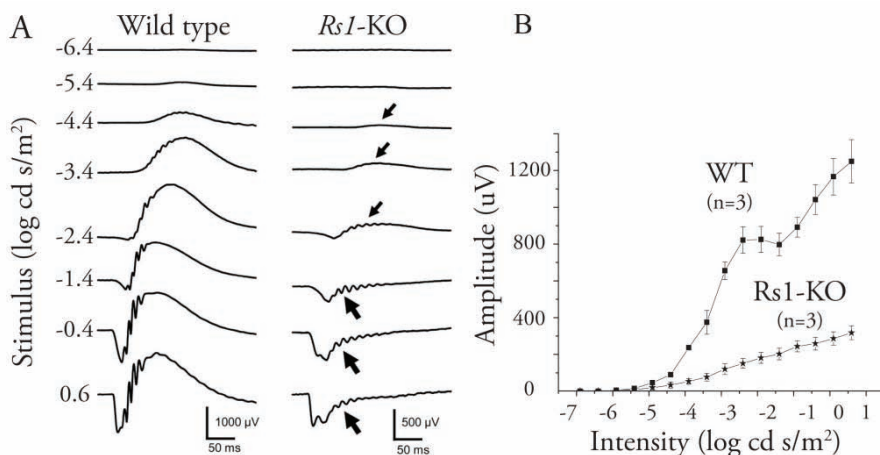 A
Wild type
Rs1-KO
Stimulus (log cd s/m²)
-6.4
-5.4
-4.4
-3.4
-2.4
-1.4
-0.4
0.6
1000 µV
50 ms
500 µV
50 ms
B
Amplitude (uV)
1200
800
400
0
WT
(n=3)
Rs1-KO
(n=3)
-7 -6 -5 -4 -3 -2 -1 0 1
Intensity (log cd s/m²)